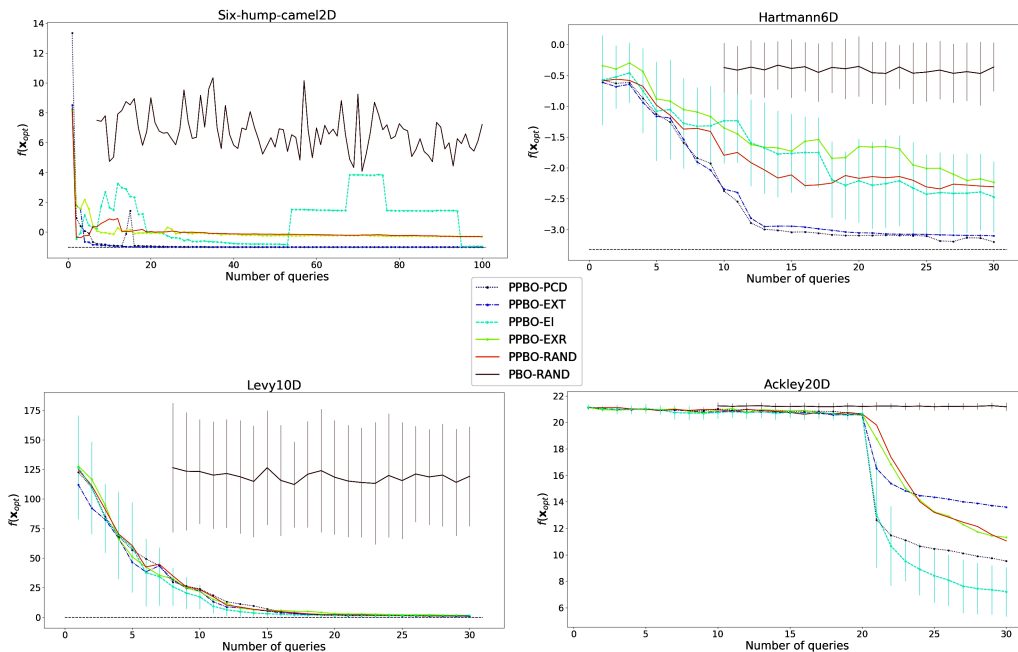 Six-hump-camel2D
14
12
10
8
6
4
2
0
f(x_opt)
0 20 40 60 80 100
Number of queries
Hartmann6D
0.0
−0.5
−1.0
−1.5
−2.0
−2.5
−3.0
f(x_opt)
0 5 10 15 20 25 30
Number of queries
PPBO-PCD
PPBO-EXT
PPBO-EI
PPBO-EXR
PPBO-RAND
PBO-RAND
Levy10D
175
150
125
100
75
50
25
0
f(x_opt)
0 5 10 15 20 25 30
Number of queries
Ackley20D
22
20
18
16
14
12
10
8
6
f(x_opt)
0 5 10 15 20 25 30
Number of queries